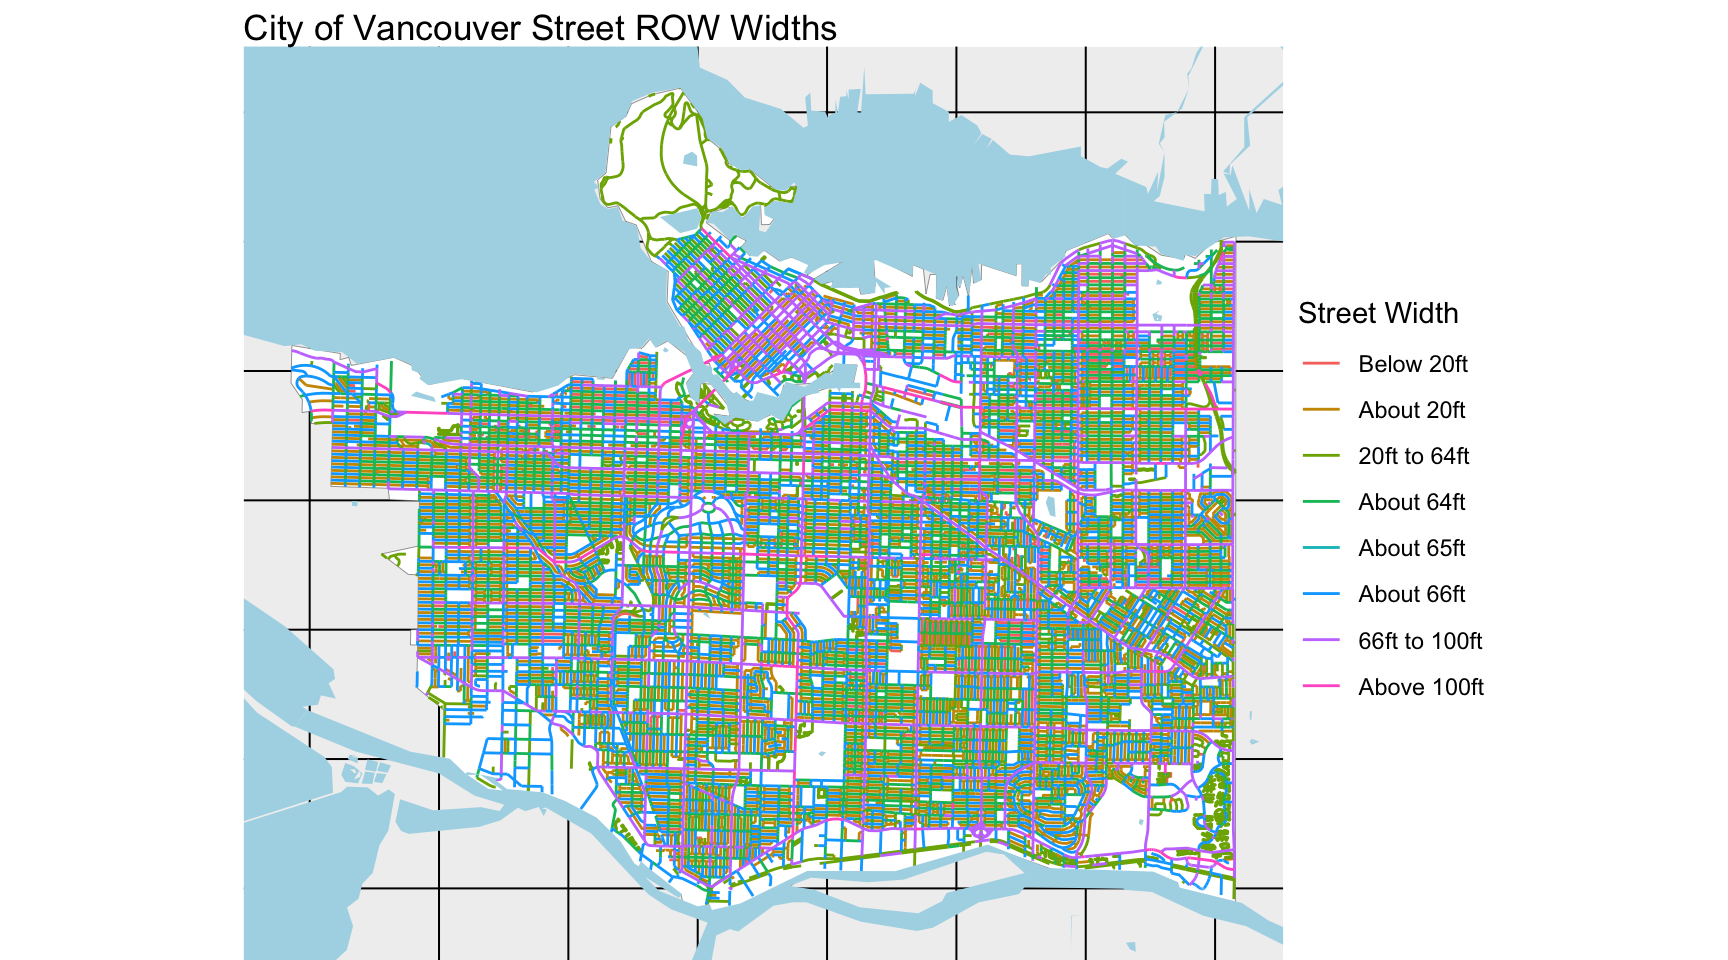 City of Vancouver Street ROW Widths
Street Width
Below 20ft
About 20ft
20ft to 64ft
About 64ft
About 65ft
About 66ft
66ft to 100ft
Above 100ft